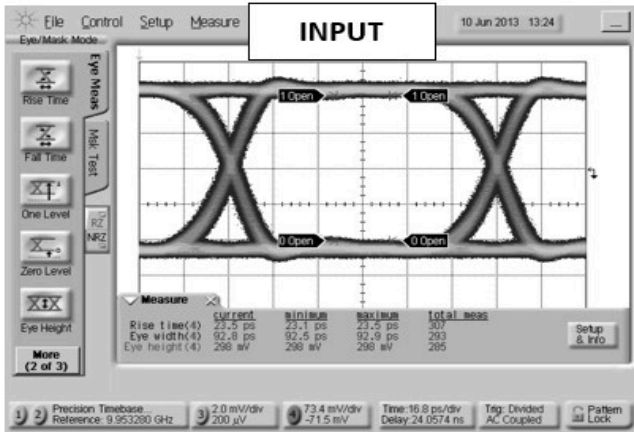 File Control Setup Measure
INPUT
10 Jun 2013 13:24
Eye/Mask Mode
Rise Time
Fall Time
One Level
Zero Level
Eye Height
More
(2 of 3)
Eye Meas
Msk Test
RZ
NRZ
1 Open
1 Open
0 Open
0 Open
Measure
current minimum maximum total meas
Rise time(4) 23.5 ps 23.1 ps 23.5 ps 307
Eye width(4) 92.8 ps 92.5 ps 92.9 ps 293
Eye height(4) 298 mV 298 mV 298 mV 285
Setup
& Info
1 2 Precision Timebase...
Reference: 9.953280 GHz
3 2.0 mV/div
200 µV
4 73.4 mV/div
-71.5 mV
Time:16.8 ps/div
Delay:24.0574 ns
Trig: Divided
AC Coupled
Pattern
Lock